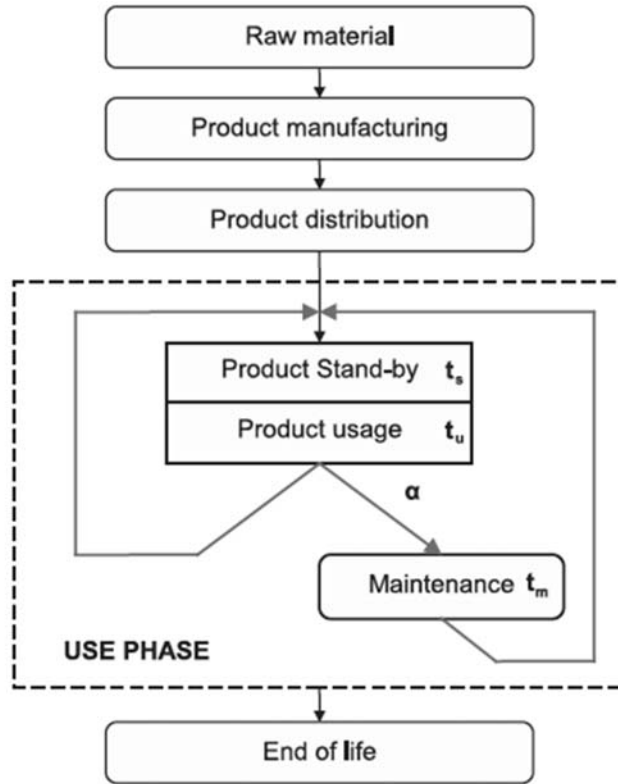 Raw material
Product manufacturing
Product distribution
Product Stand-by tₛ
Product usage tᵤ
α
Maintenance tₘ
USE PHASE
End of life